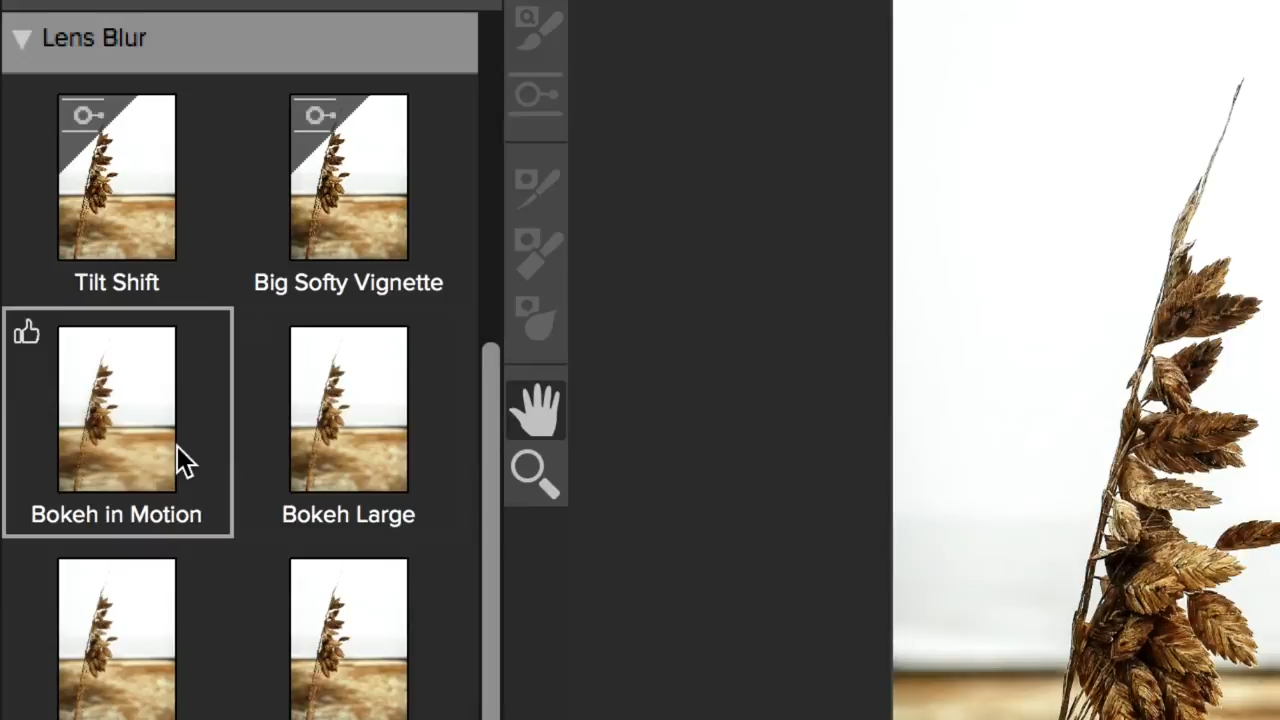 Lens Blur
Tilt Shift
Big Softy Vignette
Bokeh in Motion
Bokeh Large